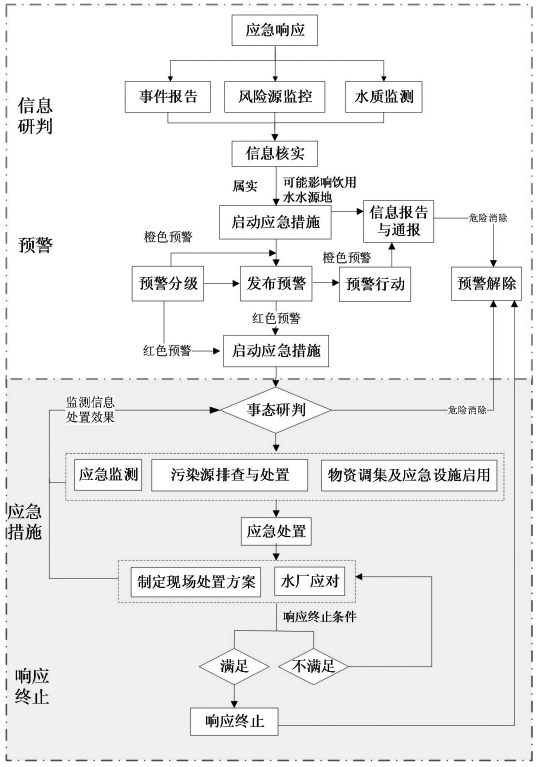 应急响应
事件报告
风险源监控
水质监测
信息
研判
信息核实
属实
可能影响饮用
水水源地
启动应急措施
信息报告
与通报
危险消除
橙色预警
预警
橙色预警
预警分级
发布预警
预警行动
预警解除
红色预警
红色预警
启动应急措施
监测信息
处置效果
事态研判
危险消除
应急监测
污染源排查与处置
物资调集及应急设施启用
应急
措施
应急处置
制定现场处置方案
水厂应对
响应终止条件
满足
不满足
响应
终止
响应终止